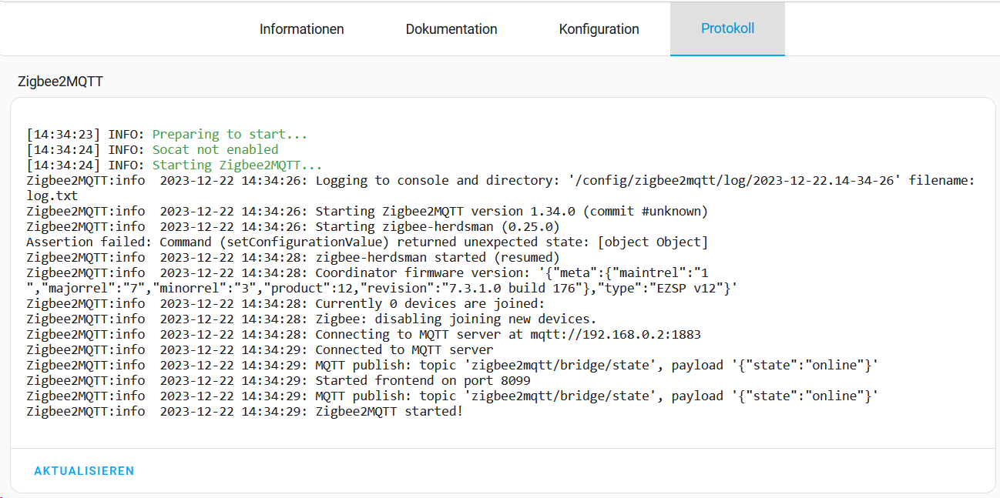 Informationen Dokumentation Konfiguration Protokoll
Zigbee2MQTT
[14:34:23] INFO: Preparing to start...
[14:34:24] INFO: Socat not enabled
[14:34:24] INFO: Starting Zigbee2MQTT...
Zigbee2MQTT:info  2023-12-22 14:34:26: Logging to console and directory: '/config/zigbee2mqtt/log/2023-12-22.14-34-26' filename:
log.txt
Zigbee2MQTT:info  2023-12-22 14:34:26: Starting Zigbee2MQTT version 1.34.0 (commit #unknown)
Zigbee2MQTT:info  2023-12-22 14:34:26: Starting zigbee-herdsman (0.25.0)
Assertion failed: Command (setConfigurationValue) returned unexpected state: [object Object]
Zigbee2MQTT:info  2023-12-22 14:34:28: zigbee-herdsman started (resumed)
Zigbee2MQTT:info  2023-12-22 14:34:28: Coordinator firmware version: '{"meta":{"maintrel":"1
","majorrel":"7","minorrel":"3","product":12,"revision":"7.3.1.0 build 176"},"type":"EZSP v12"}'
Zigbee2MQTT:info  2023-12-22 14:34:28: Currently 0 devices are joined:
Zigbee2MQTT:info  2023-12-22 14:34:28: Zigbee: disabling joining new devices.
Zigbee2MQTT:info  2023-12-22 14:34:28: Connecting to MQTT server at mqtt://192.168.0.2:1883
Zigbee2MQTT:info  2023-12-22 14:34:29: Connected to MQTT server
Zigbee2MQTT:info  2023-12-22 14:34:29: MQTT publish: topic 'zigbee2mqtt/bridge/state', payload '{"state":"online"}'
Zigbee2MQTT:info  2023-12-22 14:34:29: Started frontend on port 8099
Zigbee2MQTT:info  2023-12-22 14:34:29: MQTT publish: topic 'zigbee2mqtt/bridge/state', payload '{"state":"online"}'
Zigbee2MQTT:info  2023-12-22 14:34:29: Zigbee2MQTT started!
AKTUALISIEREN